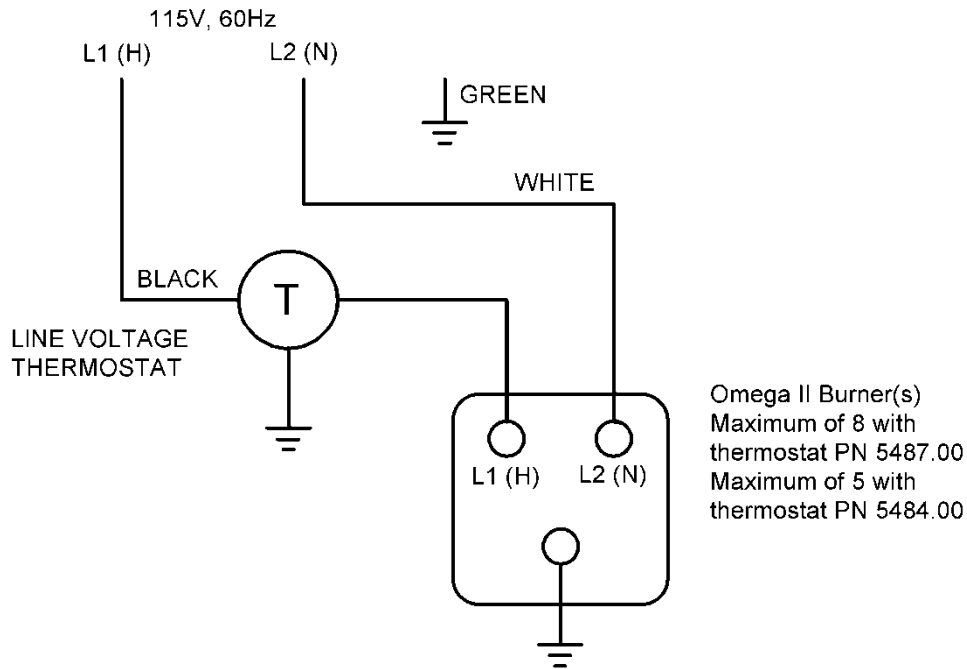 115V, 60Hz
L1 (H)
L2 (N)
GREEN
WHITE
BLACK
T
LINE VOLTAGE
THERMOSTAT
L1 (H)
L2 (N)
Omega II Burner(s)
Maximum of 8 with
thermostat PN 5487.00
Maximum of 5 with
thermostat PN 5484.00